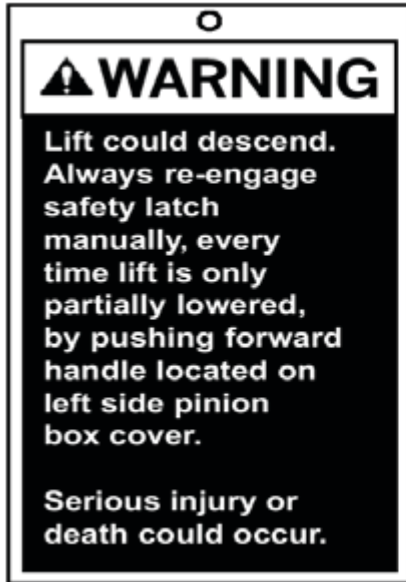 WARNING
Lift could descend.
Always re-engage
safety latch
manually, every
time lift is only
partially lowered,
by pushing forward
handle located on
left side pinion
box cover.
Serious injury or
death could occur.